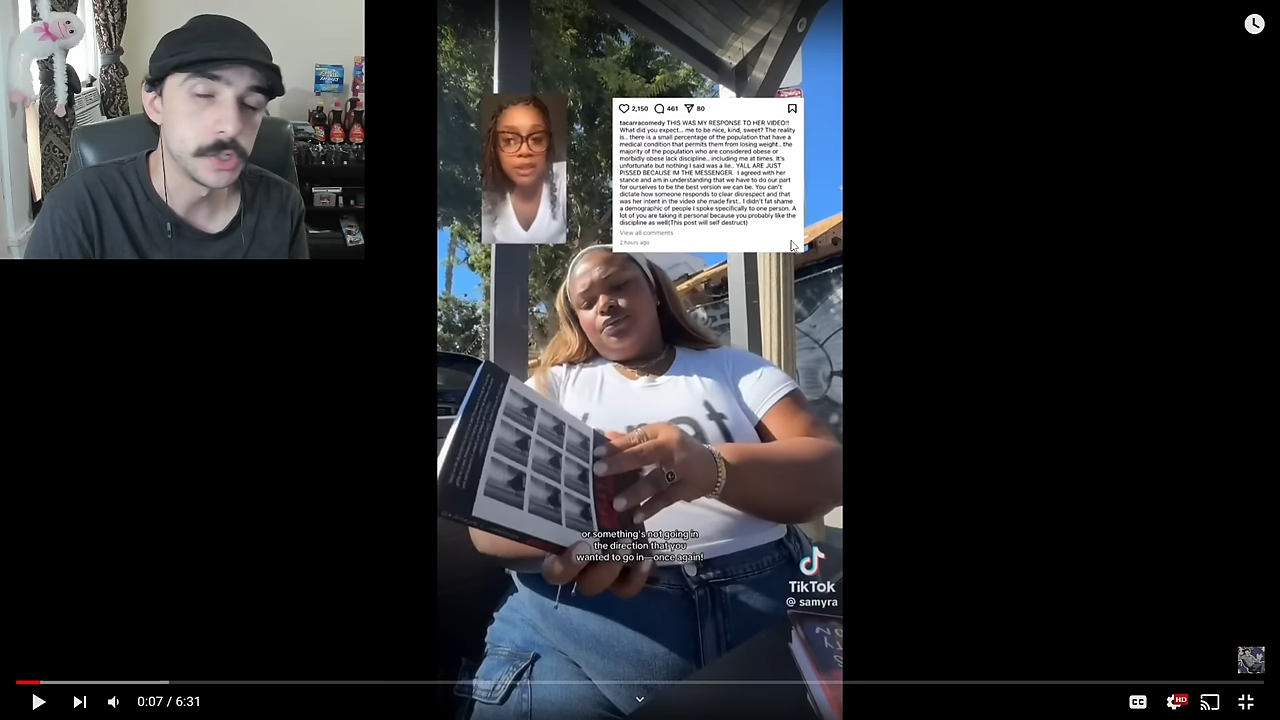 2,150 461 80
tacarracomedy THIS WAS MY RESPONSE TO HER VIDEO!!
What did you expect... me to be nice, kind, sweet? The reality
is.. there is a small percentage of the population that have a
medical condition that permits them from losing weight.. the
majority of the population who are considered obese or
morbidly obese lack discipline.. including me at times. It's
unfortunate but nothing I said was a lie.. YALL ARE JUST
PISSED BECAUSE IM THE MESSENGER. I agreed with her
stance and am in understanding that we have to do our part
for ourselves to be the best version we can be. You can't
dictate how someone responds to clear disrespect and that
was her intent in the video she made first.. I didn't fat shame
a demographic of people I spoke specifically to one person. A
lot of you are taking it personal because you probably like the
discipline as well(This post will self destruct)
View all comments
2 hours ago
or something's not going in
the direction that you
wanted to go in—once again!
TikTok
@ samyra
0:07 / 6:31
CC
HD